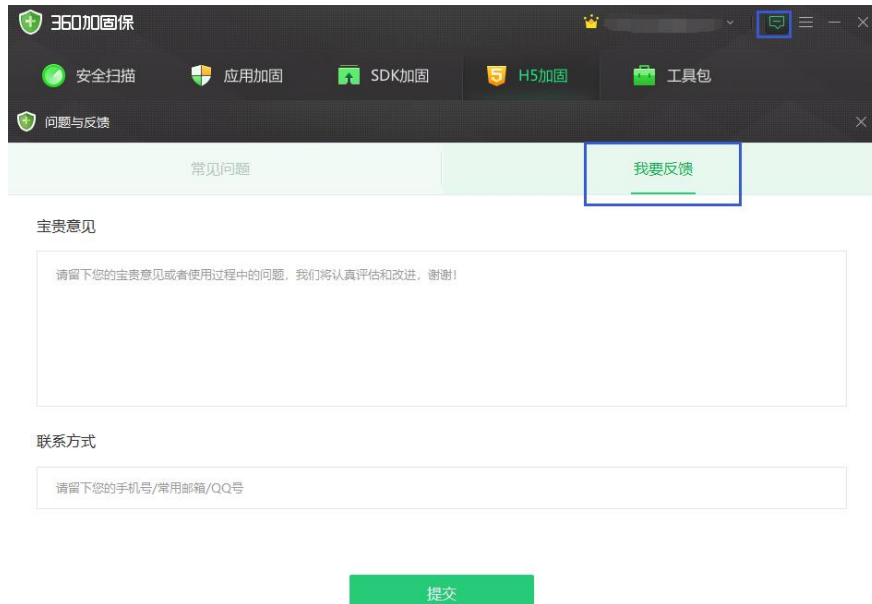 360加固保
安全扫描 应用加固 SDK加固 H5加固 工具包
问题与反馈
常见问题 我要反馈
宝贵意见
请留下您的宝贵意见或者使用过程中的问题，我们将认真评估和改进，谢谢！
联系方式
请留下您的手机号/常用邮箱/QQ号
提交